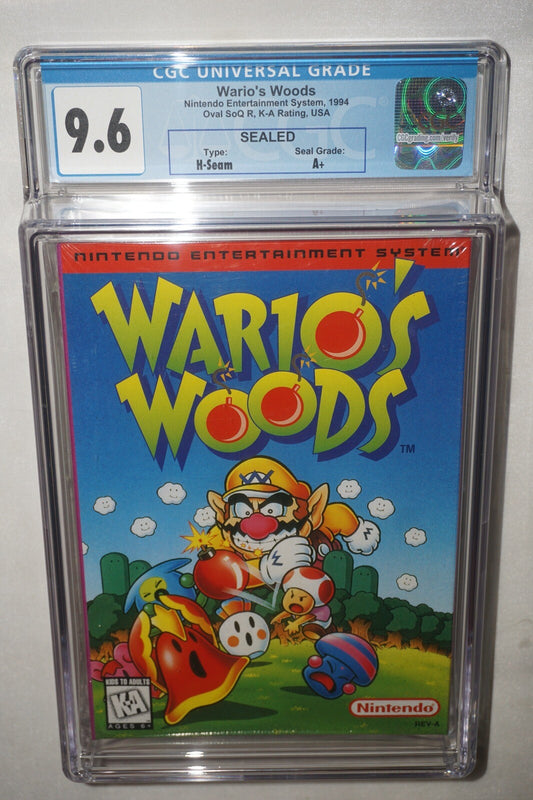 CGC UNIVERSAL GRADE
9.6
Wario's Woods
Nintendo Entertainment System, 1994
Oval SoQ R, K-A Rating, USA
SEALED
Type:
Seal Grade:
H-Seam
A+
NINTENDO ENTERTAINMENT SYSTEM
WARIO'S
WOODS
TM
KIDS TO ADULTS
K-A
AGES 6+
Nintendo
REV-A